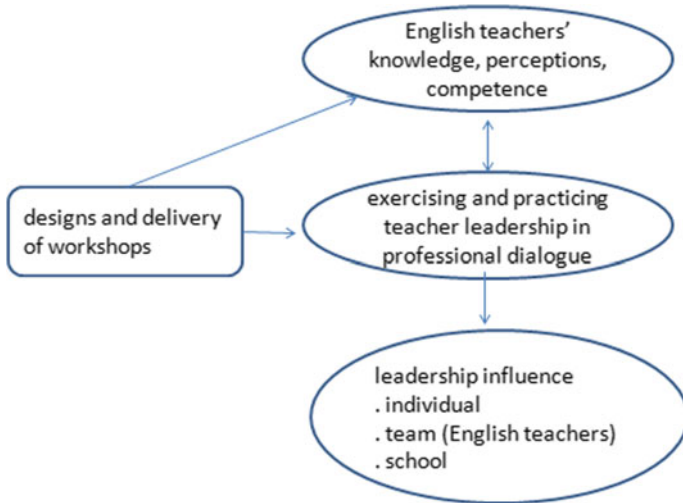 English teachers’
knowledge, perceptions,
competence
designs and delivery
of workshops
exercising and practicing
teacher leadership in
professional dialogue
leadership influence
. individual
. team (English teachers)
. school